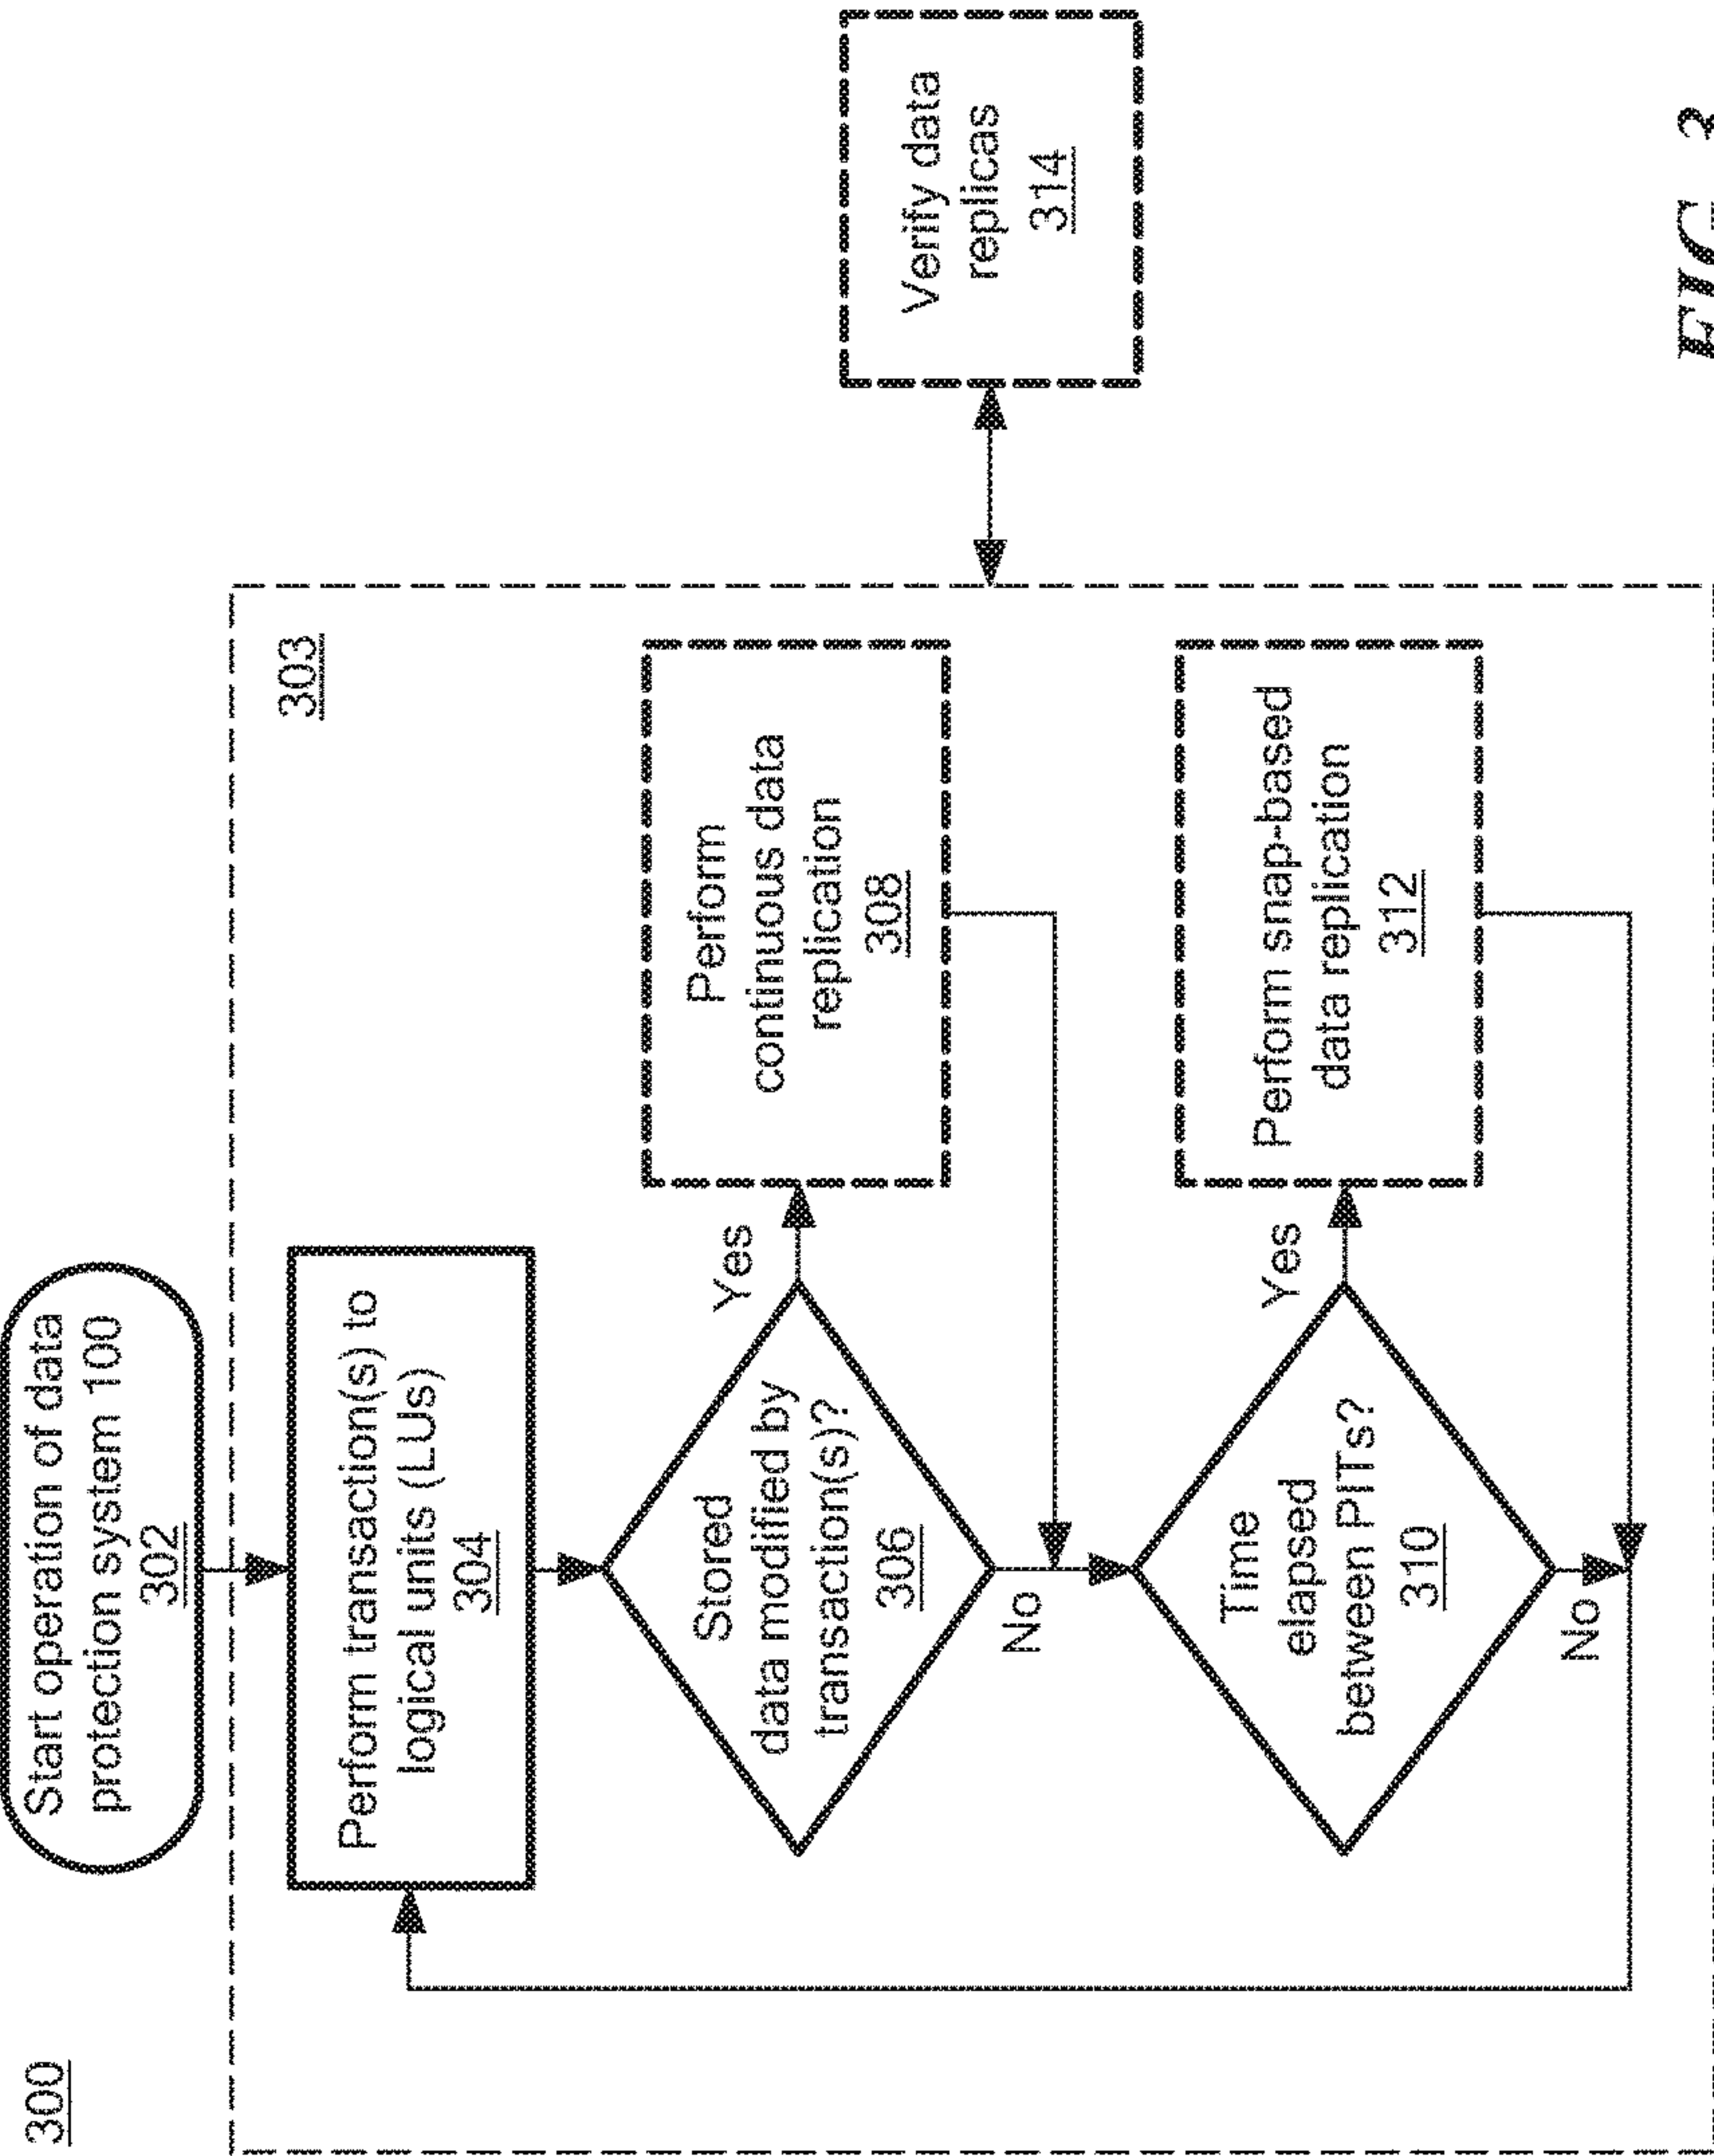 300
Start operation of data
protection system 100
302
303
Perform transaction(s) to
logical units (LUs)
304
Stored
data modified by
transaction(s)?
306
Yes
Perform
continuous data
replication
308
No
Time
elapsed
between PITs?
310
Yes
Perform snap-based
data replication
312
No
Verify data
replicas
314
FIG. 3